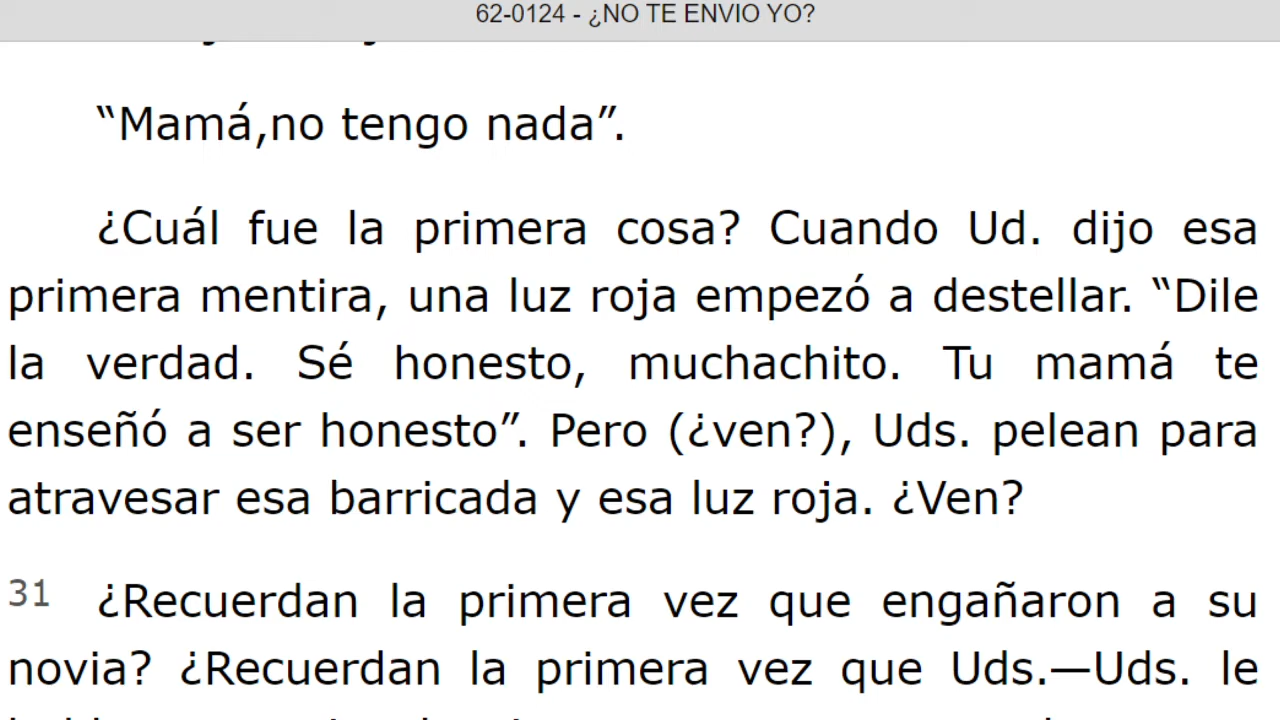 62-0124 - ¿NO TE ENVIO YO?
“Mamá,no tengo nada”.
¿Cuál fue la primera cosa? Cuando Ud. dijo esa
primera mentira, una luz roja empezó a destellar. “Dile
la verdad. Sé honesto, muchachito. Tu mamá te
enseñó a ser honesto”. Pero (¿ven?), Uds. pelean para
atravesar esa barricada y esa luz roja. ¿Ven?
31 ¿Recuerdan la primera vez que engañaron a su
novia? ¿Recuerdan la primera vez que Uds.—Uds. le